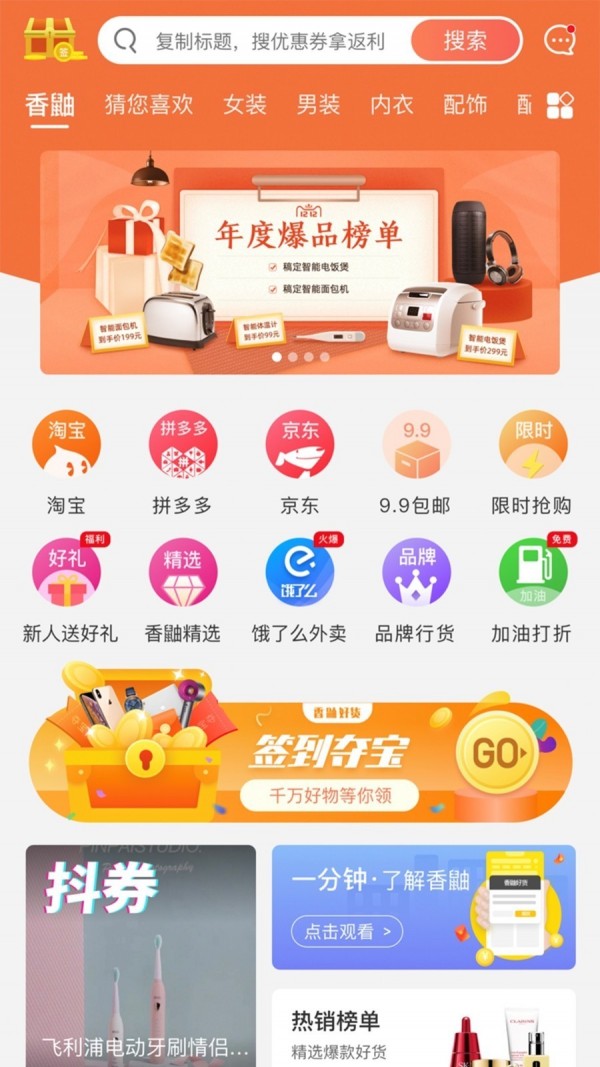 签
复制标题，搜优惠券拿返利
搜索
香鼬
猜您喜欢
女装
男装
内衣
配饰
12 12
年度爆品榜单
稿定智能电饭煲
稿定智能面包机
智能面包机
到手价199元
智能体温计
到手价99元
智能电饭煲
到手价299元
淘宝
拼多多
拼
京东
9.9
限时
淘宝
拼多多
京东
9.9包邮
限时抢购
好礼
福利
精选
饿了么
火爆
品牌
加油
免费
新人送好礼
香鼬精选
饿了么外卖
品牌行货
加油打折
香鼬好货
签到夺宝
GO
千万好物等你领
PINPAISTUDIO.
抖券
飞利浦电动牙刷情侣...
一分钟·了解香鼬
点击观看 >
香鼬好货
热销榜单
精选爆款好货
CLARINS